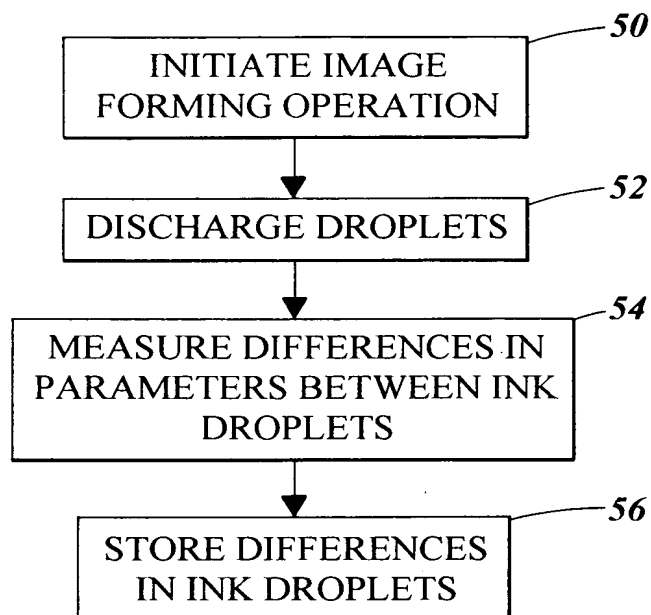 50
INITIATE IMAGE
FORMING OPERATION
52
DISCHARGE DROPLETS
54
MEASURE DIFFERENCES IN
PARAMETERS BETWEEN INK
DROPLETS
56
STORE DIFFERENCES
IN INK DROPLETS